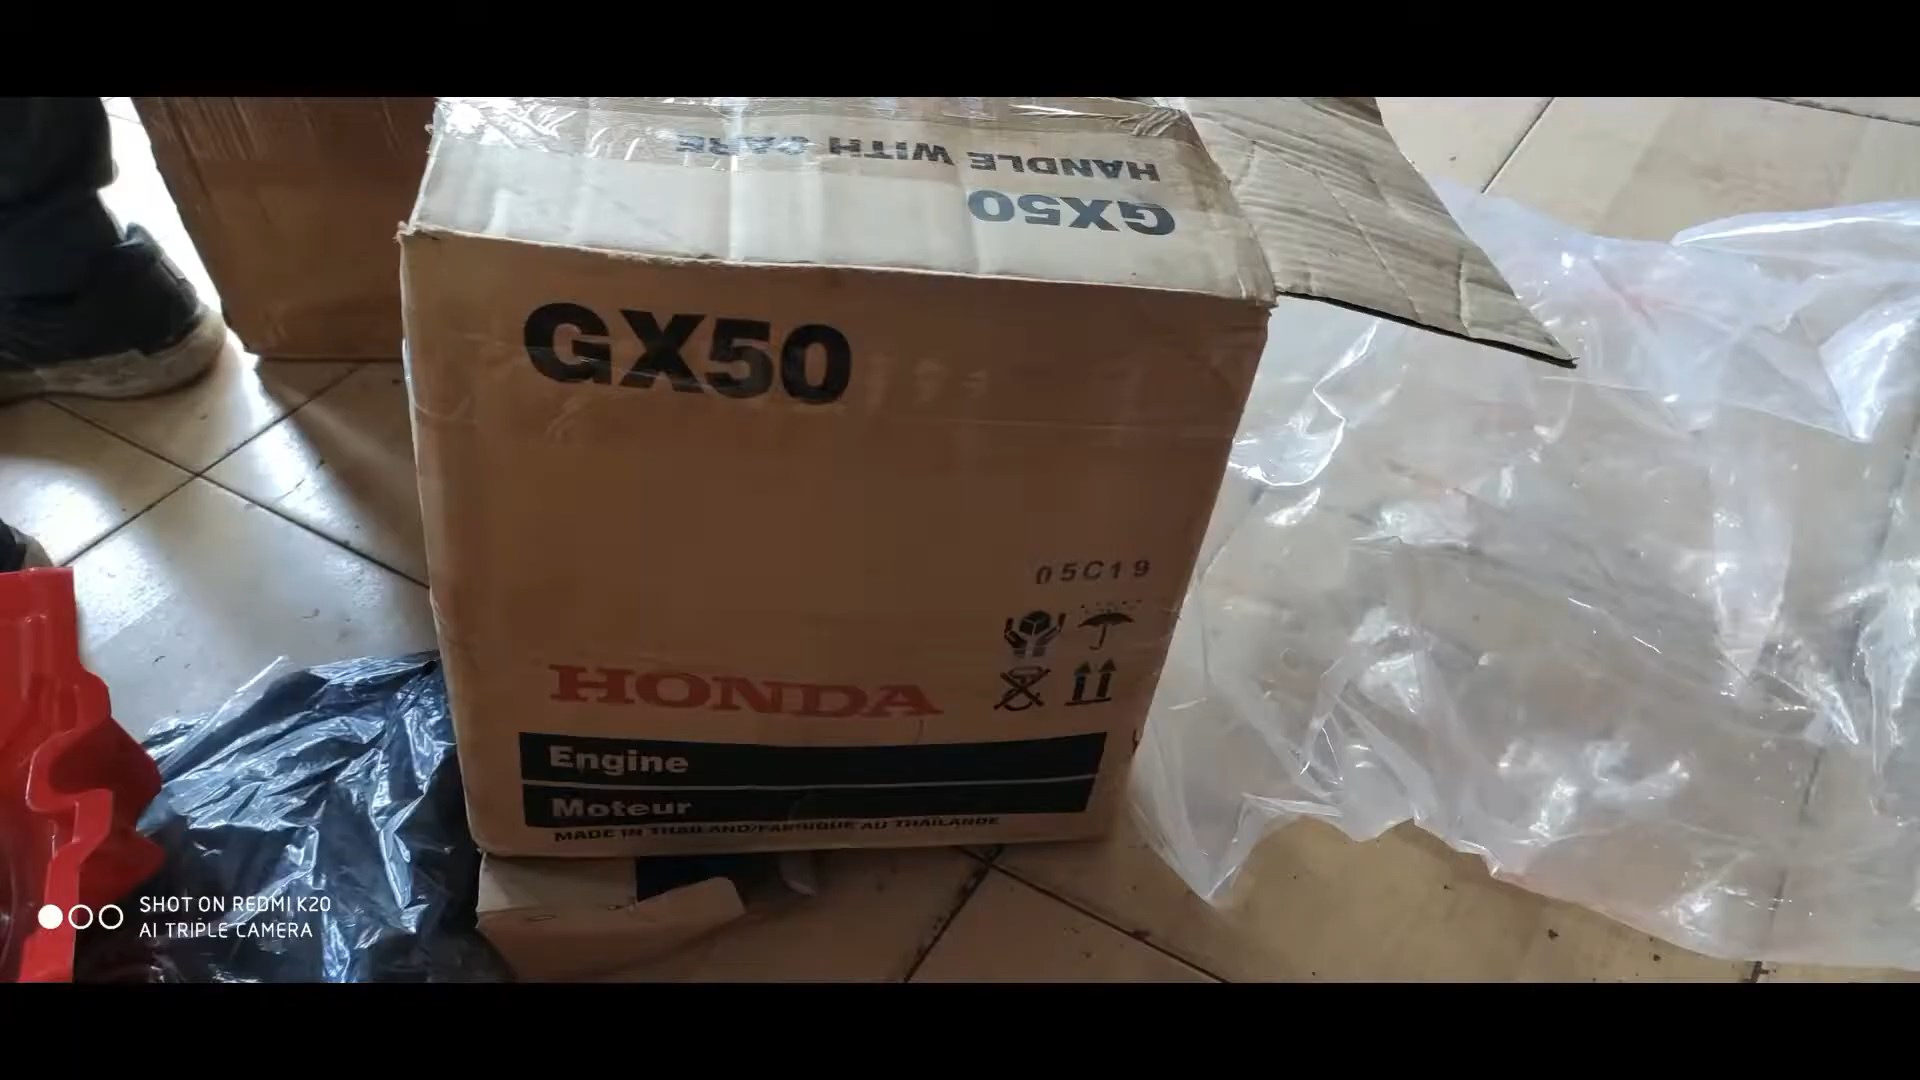 HANDLE WITH CARE
GX50
GX50
05C19
HONDA
Engine
Moteur
MADE IN THAILAND/FABRIQUE AU THAILANDE
SHOT ON REDMI K20
AI TRIPLE CAMERA